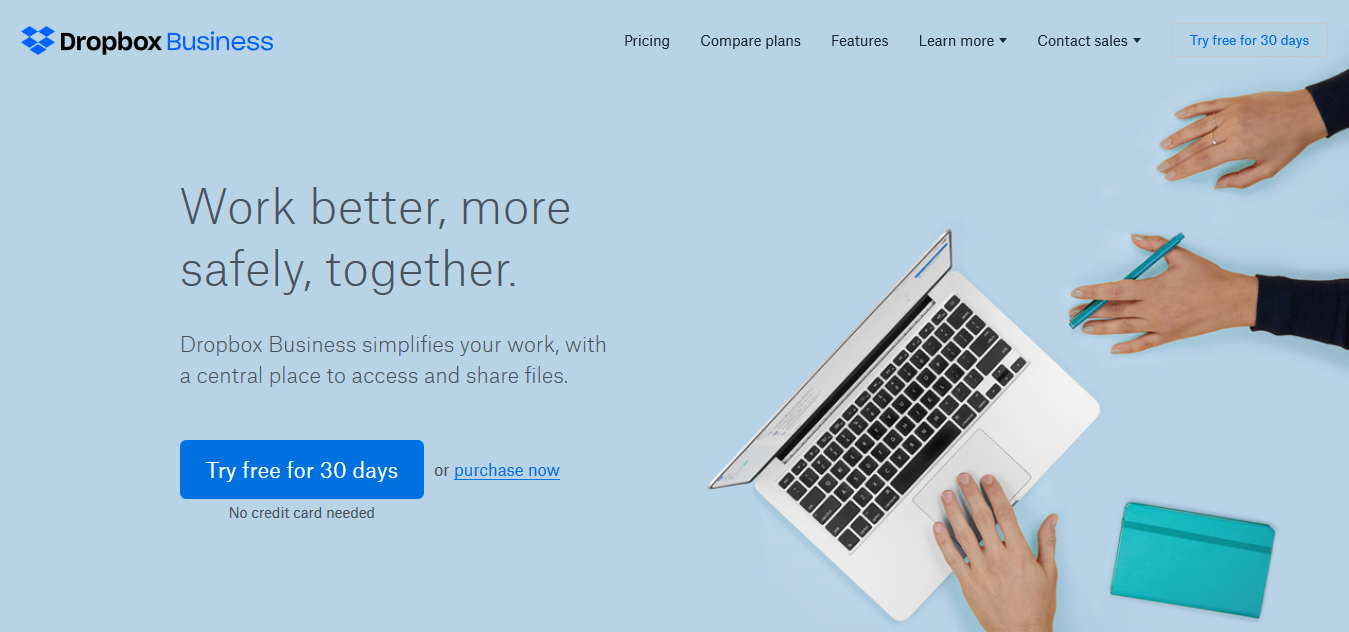 Dropbox Business
Pricing
Compare plans
Features
Learn more
Contact sales
Try free for 30 days
Work better, more
safely, together.
Dropbox Business simplifies your work, with
a central place to access and share files.
Try free for 30 days
or purchase now
No credit card needed